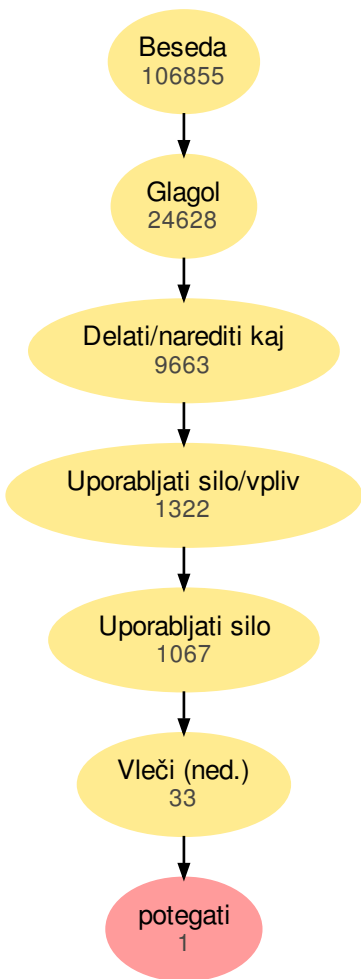 Beseda
106855
Glagol
24628
Delati/narediti kaj
9663
Uporabljati silo/vpliv
1322
Uporabljati silo
1067
Vleči (ned.)
33
potegati
1